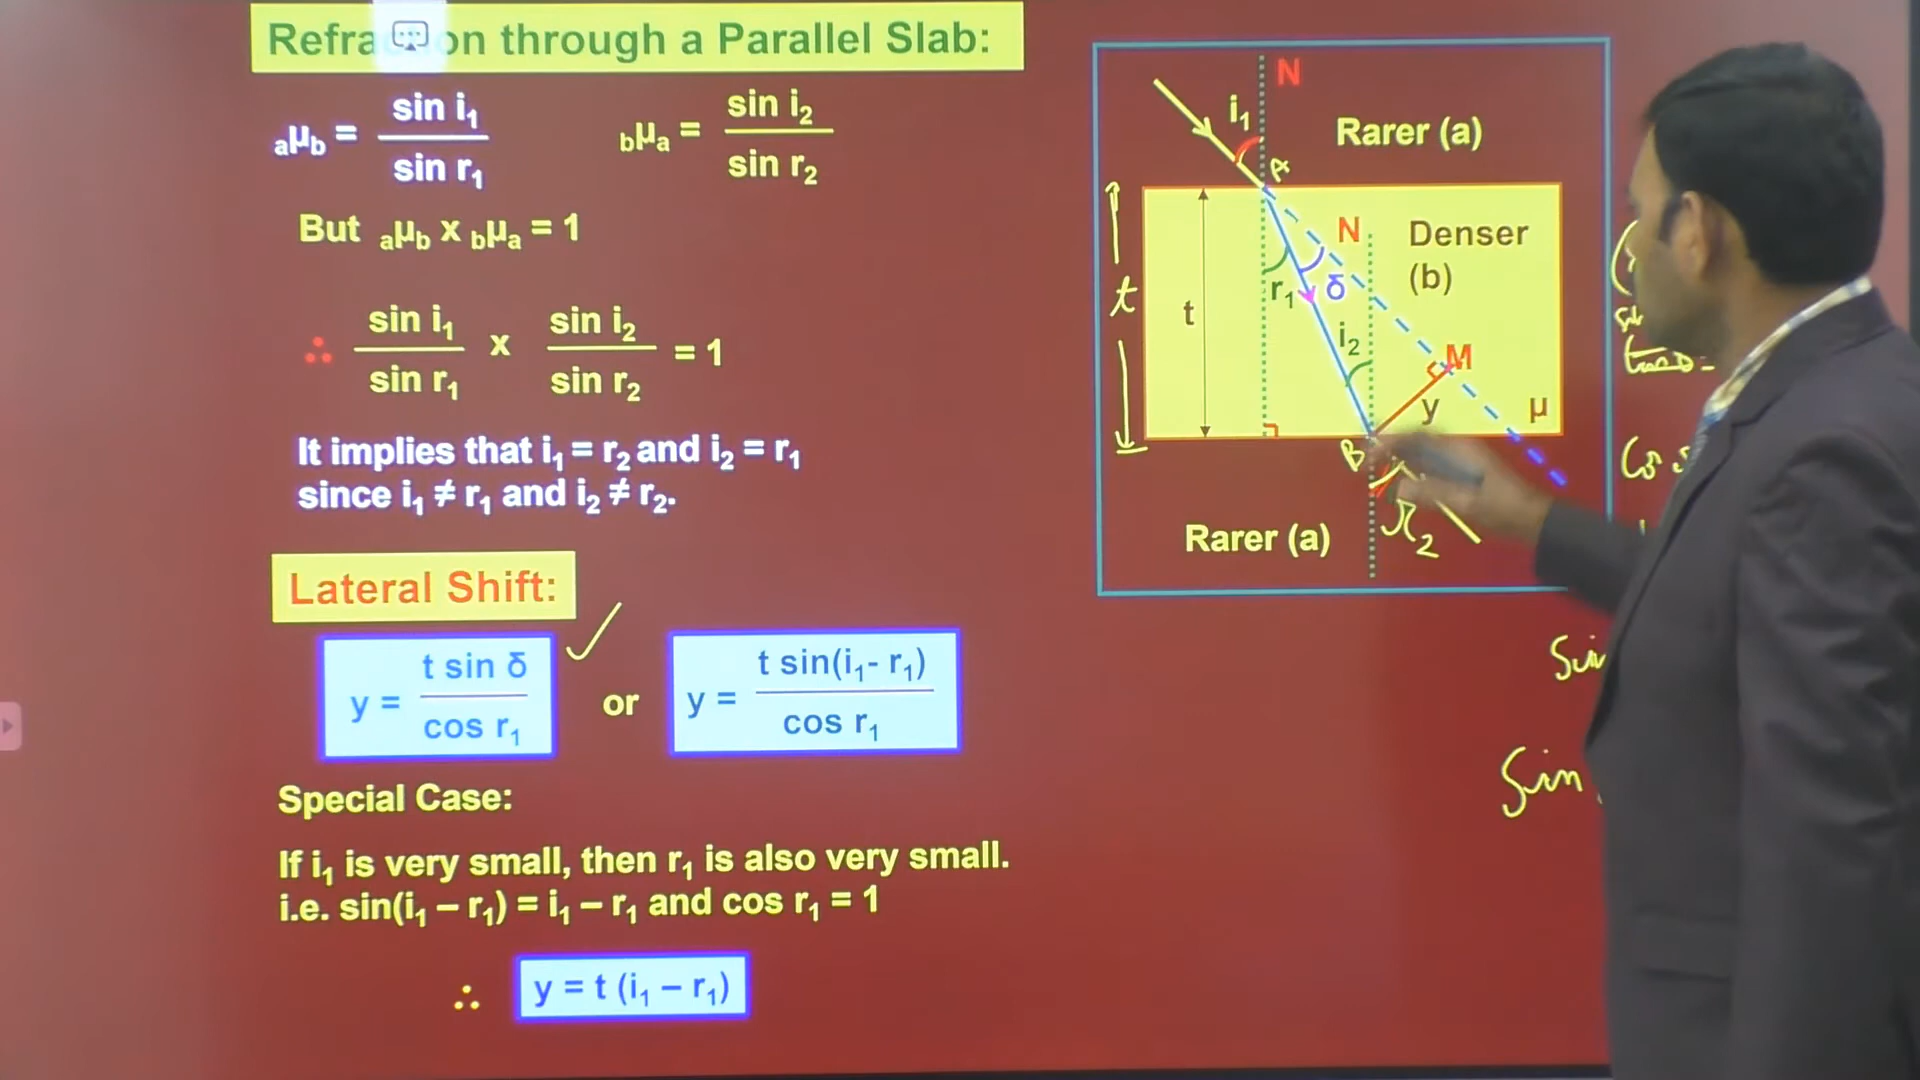 Refra on through a Parallel Slab:
aμb = sin i1 / sin r1
bμa = sin i2 / sin r2
But aμb x bμa = 1
∴ sin i1 / sin r1 x sin i2 / sin r2 = 1
It implies that i1 = r2 and i2 = r1
since i1 ≠ r1 and i2 ≠ r2.
Lateral Shift:
y = t sin δ / cos r1
or
y = t sin(i1- r1) / cos r1
Special Case:
If i1 is very small, then r1 is also very small.
i.e. sin(i1 – r1) = i1 – r1 and cos r1 = 1
∴ y = t (i1 – r1)
N
i1
Rarer (a)
A
t
t
N
Denser
(b)
r1
δ
i2
M
y
μ
B
r2
Rarer (a)
Sin
Sin